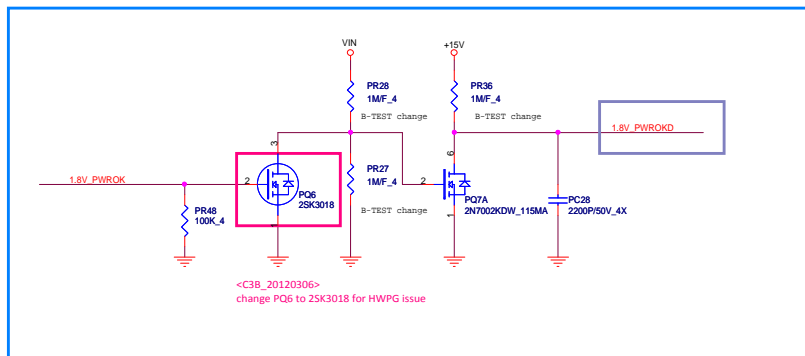 VIN
+15V
PR28
1M/F_4
B-TEST change
PR36
1M/F_4
B-TEST change
1.8V_PWROKD
3
6
1.8V_PWROK
2
PQ6
2SK3018
1
PR27
1M/F_4
B-TEST change
2
PQ7A
2N7002KDW_115MA
1
PC28
2200P/50V_4X
PR48
100K_4
<C3B_20120306>
change PQ6 to 2SK3018 for HWPG issue